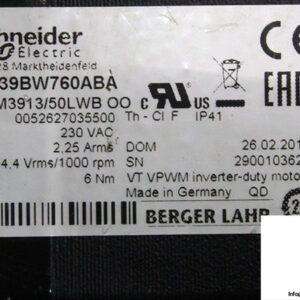 hneider
Electric
28 Marktheidenfeld
39BW760ABA
M3913/50LWB OO
0052627035500 Th-Cl F IP41
230 VAC
2,25 Arms DOM 26.02.201
4,4 Vrms/1000 rpm SN 290010362
6 Nm VT VPWM inverter-duty moto
Made in Germany QD
BERGER LAHR